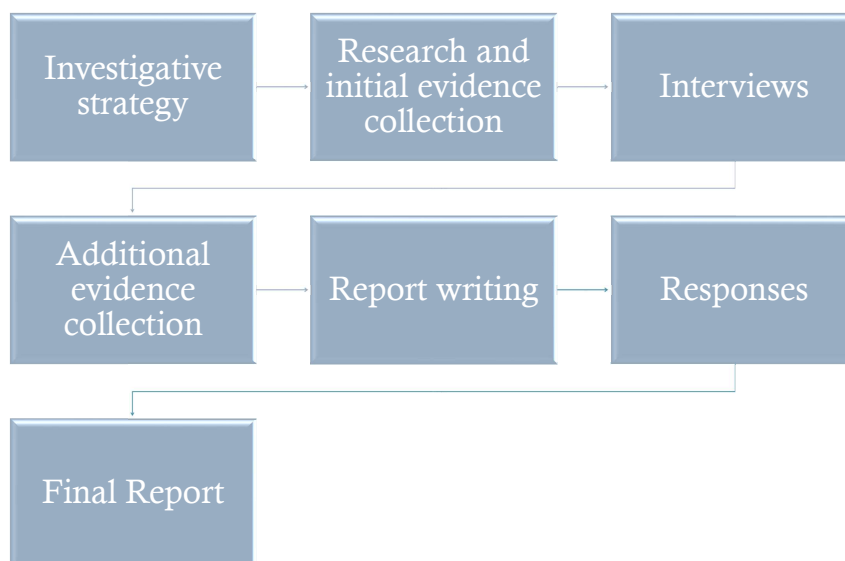 Investigative
strategy
Research and
initial evidence
collection
Interviews
Additional
evidence
collection
Report writing
Responses
Final Report